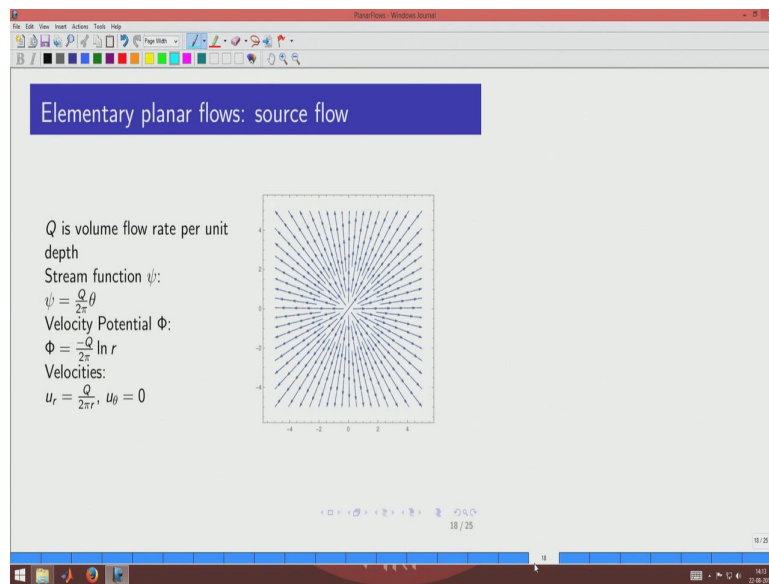 PlanarFlows - Windows Journal
File Edit View Insert Actions Tools Help
Page Width
B I
Elementary planar flows: source flow
Q is volume flow rate per unit
depth
Stream function ψ:
ψ = Q/2π θ
Velocity Potential Φ:
Φ = −Q/2π ln r
Velocities:
u_r = Q/2πr, u_θ = 0
4
2
0
-2
-4
-4 -2 0 2 4
18 / 25
18 / 25
18
14:13